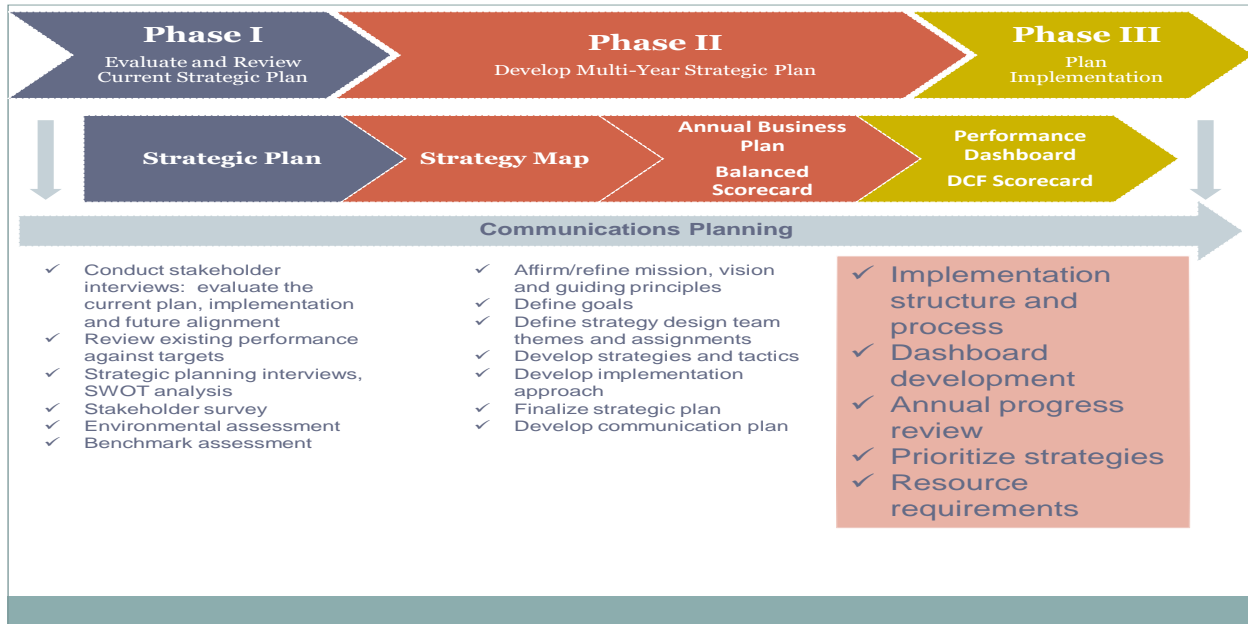 Phase I
Evaluate and Review
Current Strategic Plan
Phase II
Develop Multi-Year Strategic Plan
Phase III
Plan
Implementation
Strategic Plan
Strategy Map
Annual Business
Plan
Balanced
Scorecard
Performance
Dashboard
DCF Scorecard
Communications Planning
✓ Conduct stakeholder
interviews: evaluate the
current plan, implementation
and future alignment
✓ Review existing performance
against targets
✓ Strategic planning interviews,
SWOT analysis
✓ Stakeholder survey
✓ Environmental assessment
✓ Benchmark assessment
✓ Affirm/refine mission, vision
and guiding principles
✓ Define goals
✓ Define strategy design team
themes and assignments
✓ Develop strategies and tactics
✓ Develop implementation
approach
✓ Finalize strategic plan
✓ Develop communication plan
✓ Implementation
structure and
process
✓ Dashboard
development
✓ Annual progress
review
✓ Prioritize strategies
✓ Resource
requirements